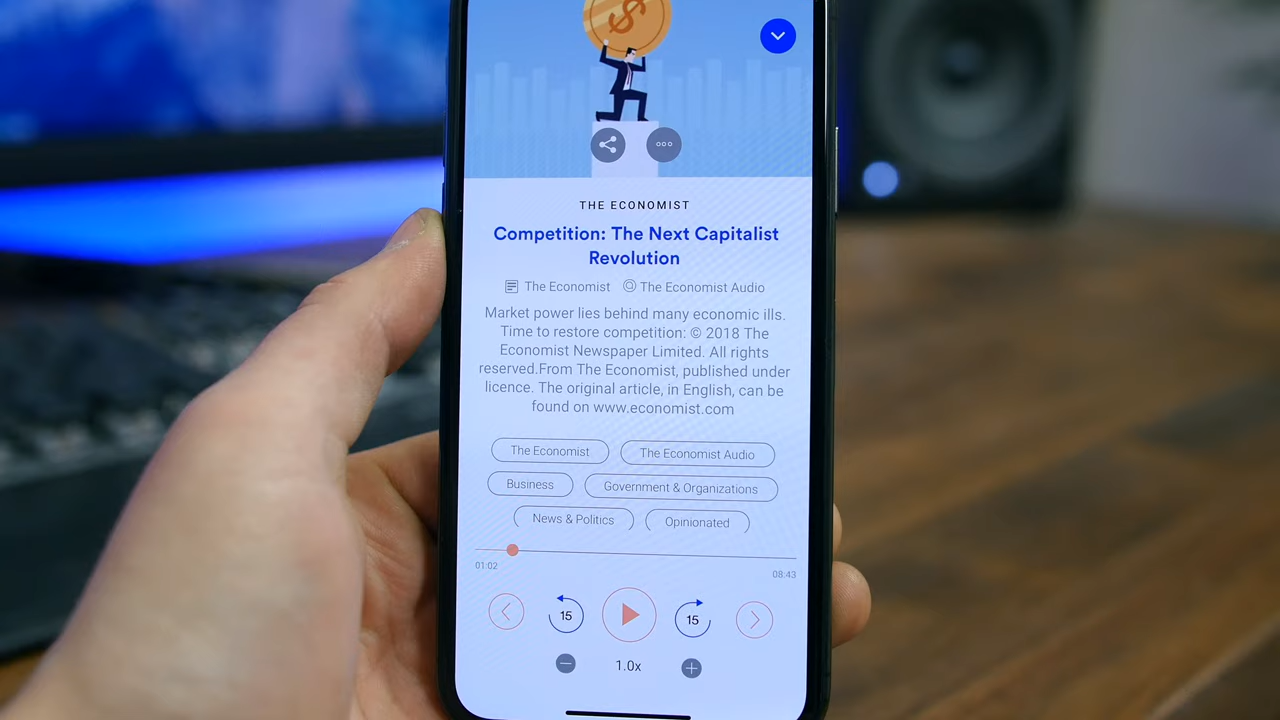 $
THE ECONOMIST
Competition: The Next Capitalist
Revolution
The Economist The Economist Audio
Market power lies behind many economic ills.
Time to restore competition: © 2018 The
Economist Newspaper Limited. All rights
reserved.From The Economist, published under
licence. The original article, in English, can be
found on www.economist.com
The Economist The Economist Audio
Business Government & Organizations
News & Politics Opinionated
01:02 08:43
15 15
1.0x